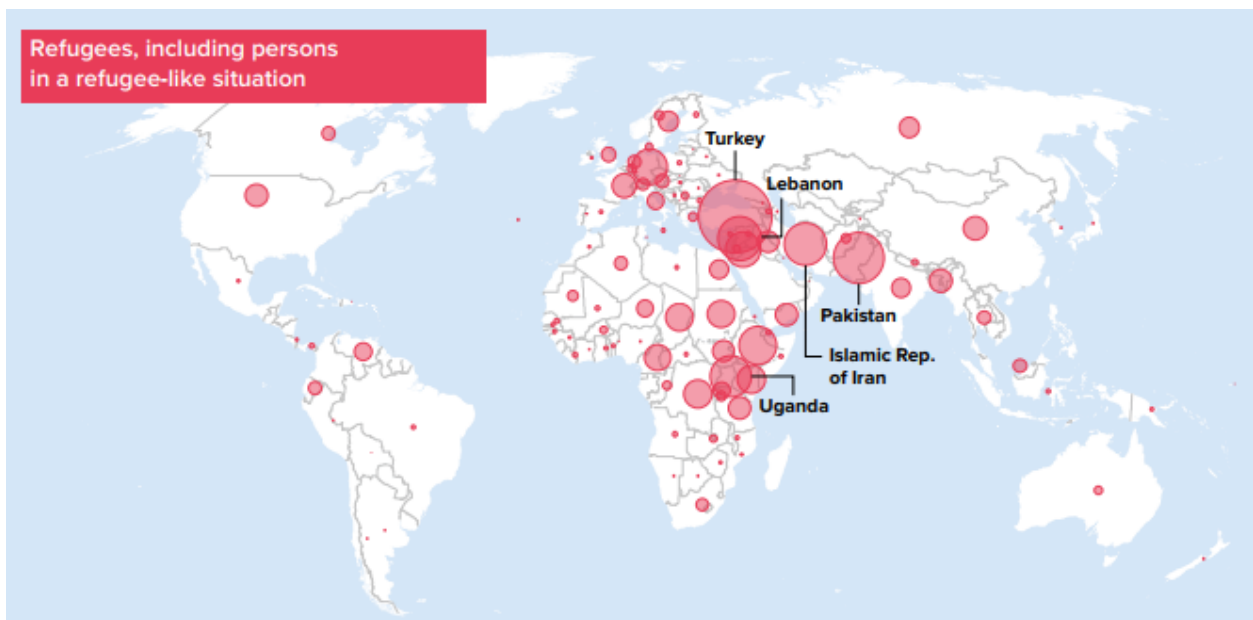 Refugees, including persons
in a refugee-like situation
Turkey
Lebanon
Pakistan
Islamic Rep.
of Iran
Uganda